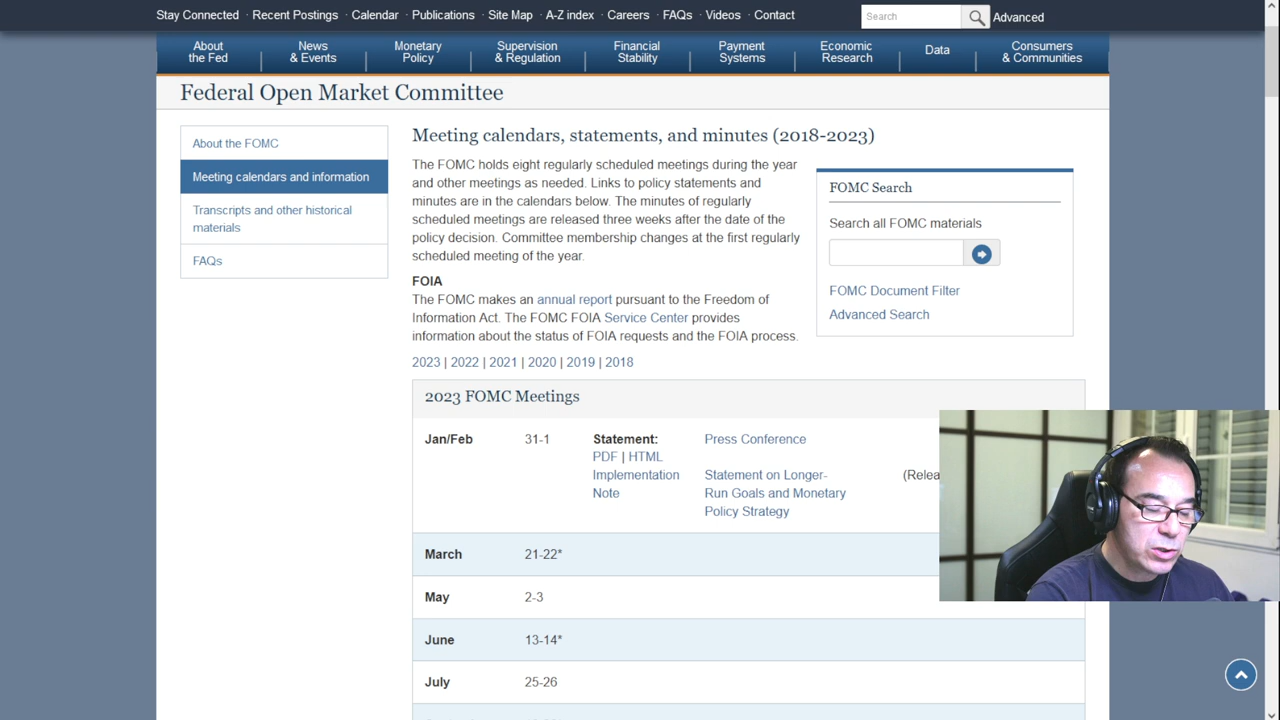 Stay Connected · Recent Postings · Calendar · Publications · Site Map · A-Z index · Careers · FAQs · Videos · Contact
Search
Advanced
About the Fed
News & Events
Monetary Policy
Supervision & Regulation
Financial Stability
Payment Systems
Economic Research
Data
Consumers & Communities
Federal Open Market Committee
About the FOMC
Meeting calendars and information
Transcripts and other historical
materials
FAQs
Meeting calendars, statements, and minutes (2018-2023)
The FOMC holds eight regularly scheduled meetings during the year
and other meetings as needed. Links to policy statements and
minutes are in the calendars below. The minutes of regularly
scheduled meetings are released three weeks after the date of the
policy decision. Committee membership changes at the first regularly
scheduled meeting of the year.
FOIA
The FOMC makes an annual report pursuant to the Freedom of
Information Act. The FOMC FOIA Service Center provides
information about the status of FOIA requests and the FOIA process.
2023 | 2022 | 2021 | 2020 | 2019 | 2018
FOMC Search
Search all FOMC materials
FOMC Document Filter
Advanced Search
2023 FOMC Meetings
Jan/Feb 31-1 Statement: Press Conference
PDF | HTML
Implementation Statement on Longer- (Relea
Note Run Goals and Monetary
Policy Strategy
March 21-22*
May 2-3
June 13-14*
July 25-26